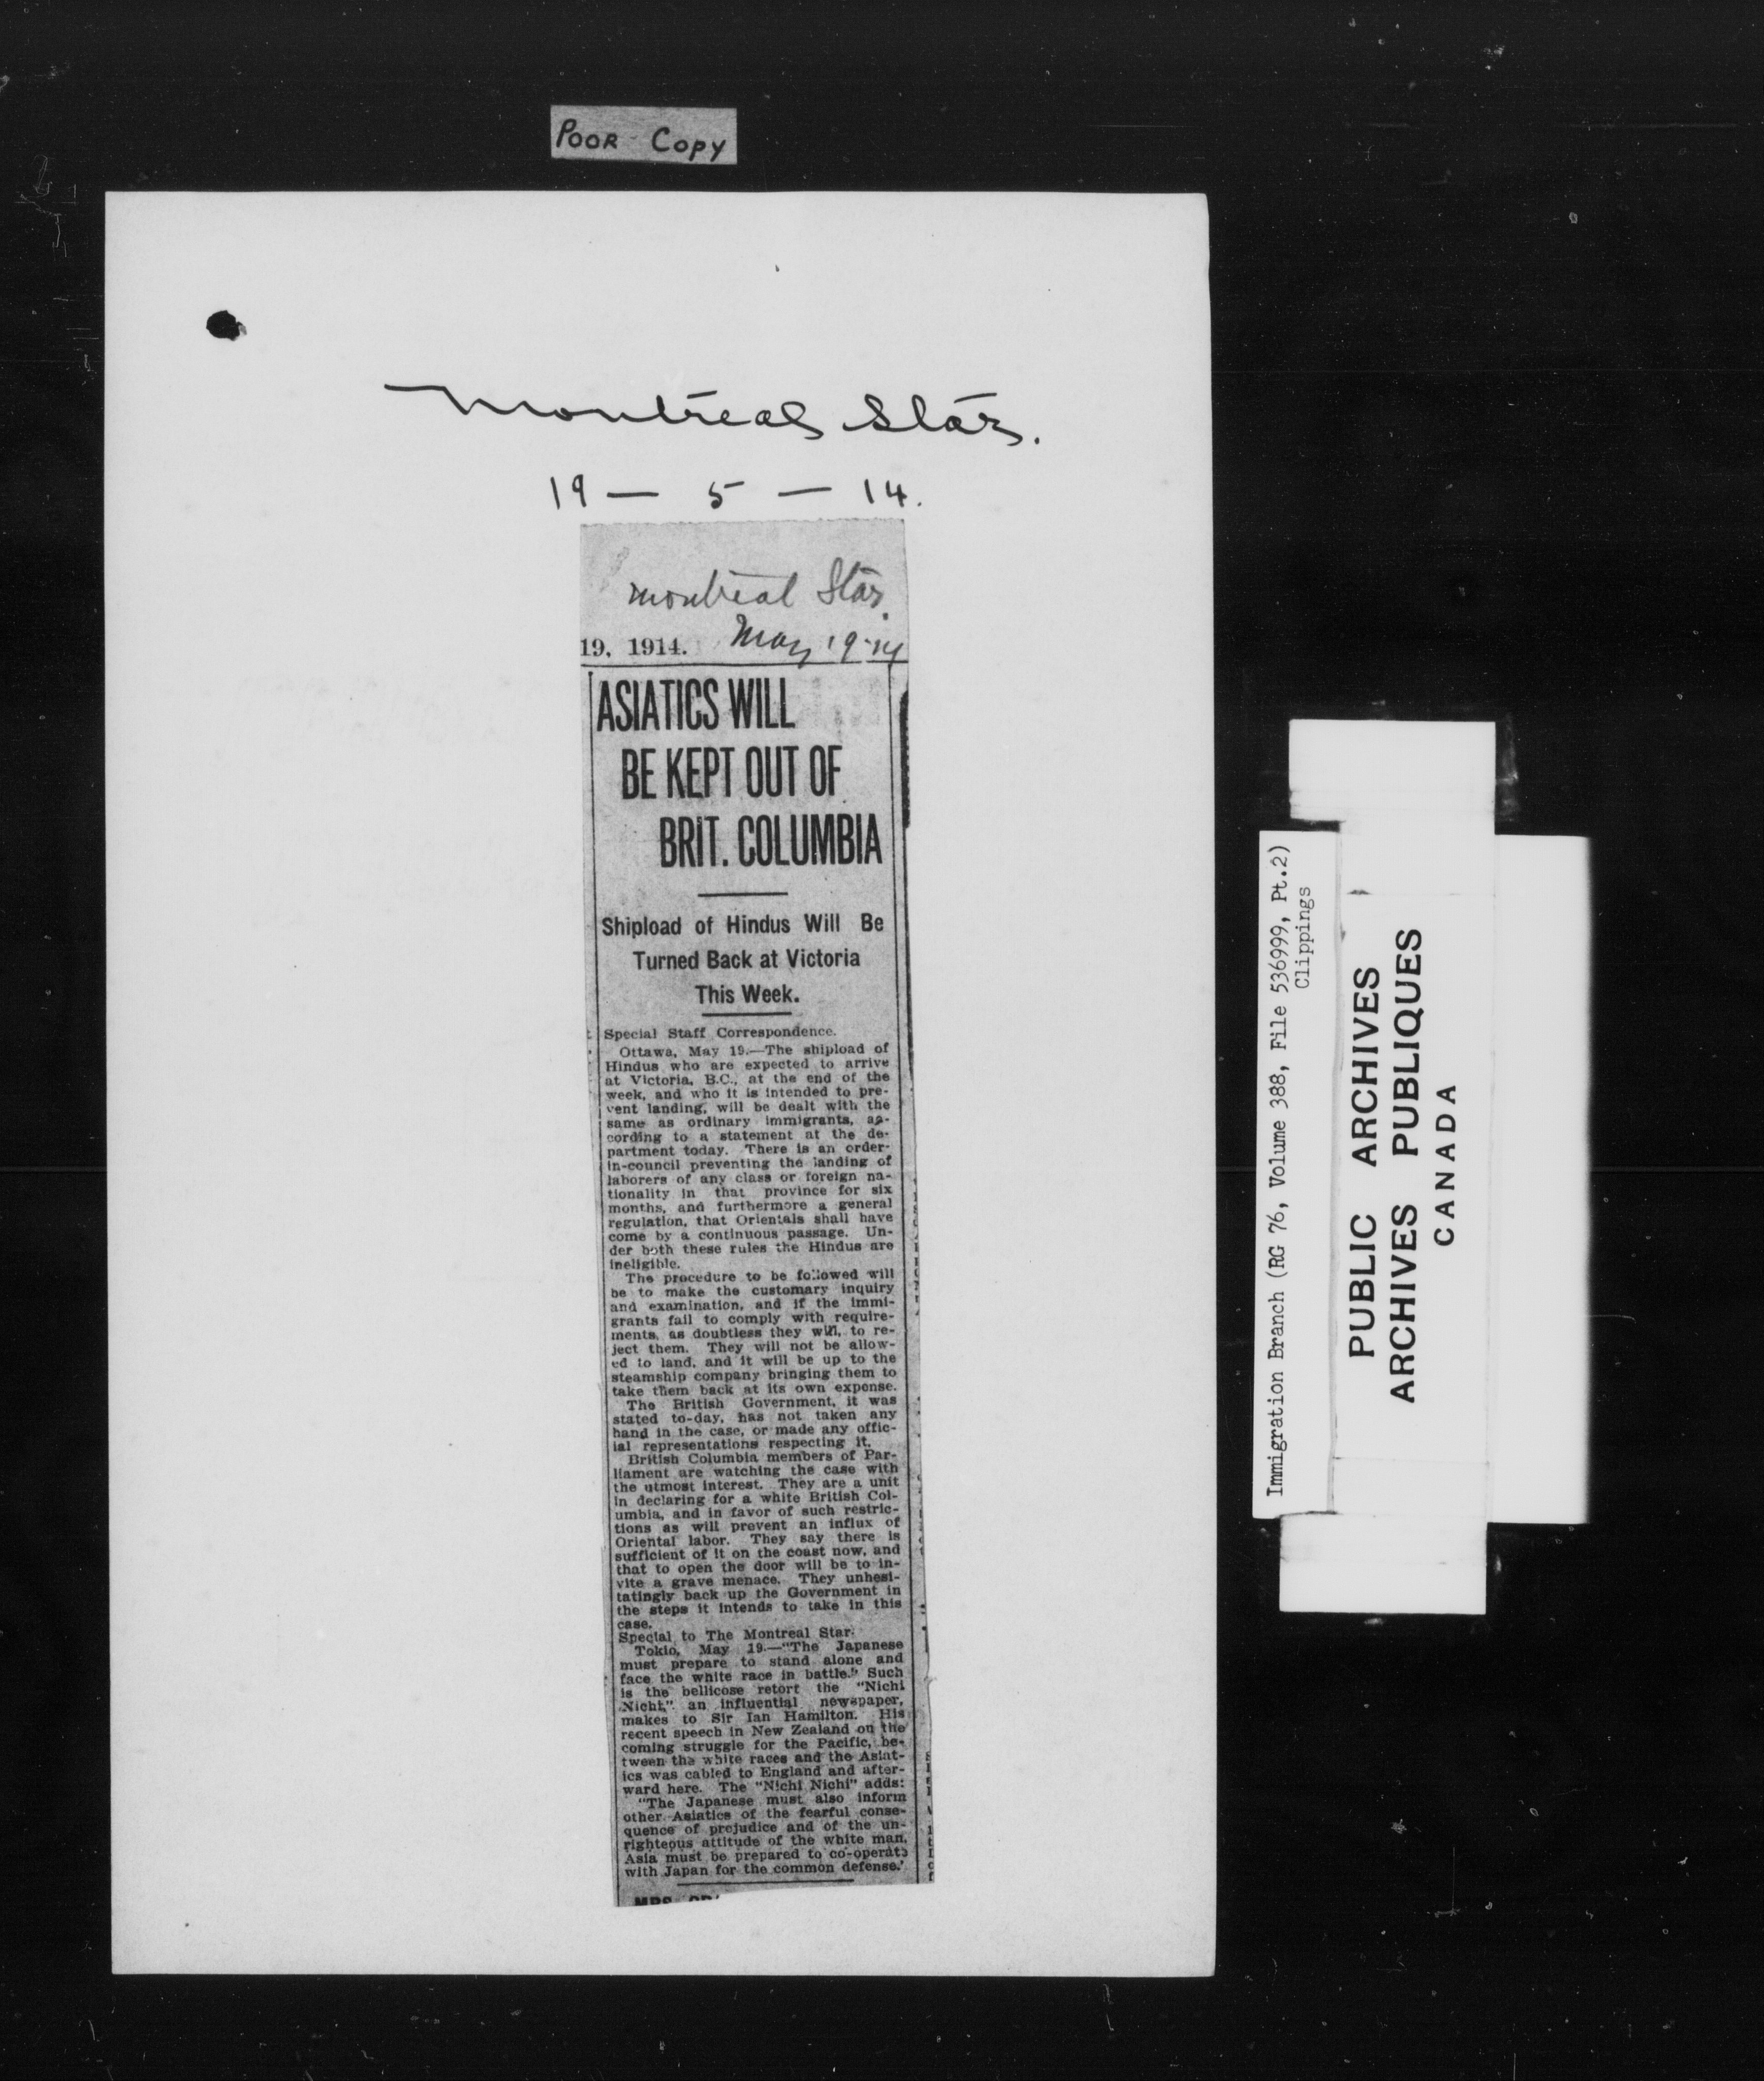 POOR COPY
Montreal Star.
19 — 5 — 14.
Montreal Star.
19, 1914. May 19-14
ASIATICS WILL
BE KEPT OUT OF
BRIT. COLUMBIA
Shipload of Hindus Will Be
Turned Back at Victoria
This Week.
Special Staff Correspondence.
Ottawa, May 19.—The shipload of
Hindus who are expected to arrive
at Victoria, B.C., at the end of the
week, and who it is intended to pre-
vent landing, will be dealt with the
same as ordinary immigrants, ac-
cording to a statement at the de-
partment today. There is an order-
in-council preventing the landing of
laborers of any class or foreign na-
tionality in that province for six
months, and furthermore a general
regulation, that Orientals shall have
come by a continuous passage. Un-
der both these rules the Hindus are
ineligible.
The procedure to be followed will
be to make the customary inquiry
and examination, and if the immi-
grants fail to comply with require-
ments, as doubtless they will, to re-
ject them. They will not be allow-
ed to land, and it will be up to the
steamship company bringing them to
take them back at its own expense.
The British Government, it was
stated to-day, has not taken any
hand in the case, or made any offic-
ial representations respecting it.
British Columbia members of Par-
liament are watching the case with
the utmost interest. They are a unit
in declaring for a white British Col-
umbia, and in favor of such restric-
tions as will prevent an influx of
Oriental labor. They say there is
sufficient of it on the coast now, and
that to open the door will be to in-
vite a grave menace. They unhesi-
tatingly back up the Government in
the steps it intends to take in this
case.
Special to The Montreal Star.
Tokio, May 19.—"The Japanese
must prepare to stand alone and
face the white race in battle." Such
is the bellicose retort the "Nichi
Nichi," an influential newspaper,
makes to Sir Ian Hamilton. His
recent speech in New Zealand on the
coming struggle for the Pacific, be-
tween the white races and the Asiat-
ics was cabled to England and after-
ward here. The "Nichi Nichi" adds:
"The Japanese must also inform
other Asiatics of the fearful conse-
quence of prejudice and of the un-
righteous attitude of the white man.
Asia must be prepared to co-operate
with Japan for the common defense.'
Immigration Branch (RG 76, Volume 388, File 536999, Pt.2)
Clippings
PUBLIC ARCHIVES
ARCHIVES PUBLIQUES
CANADA